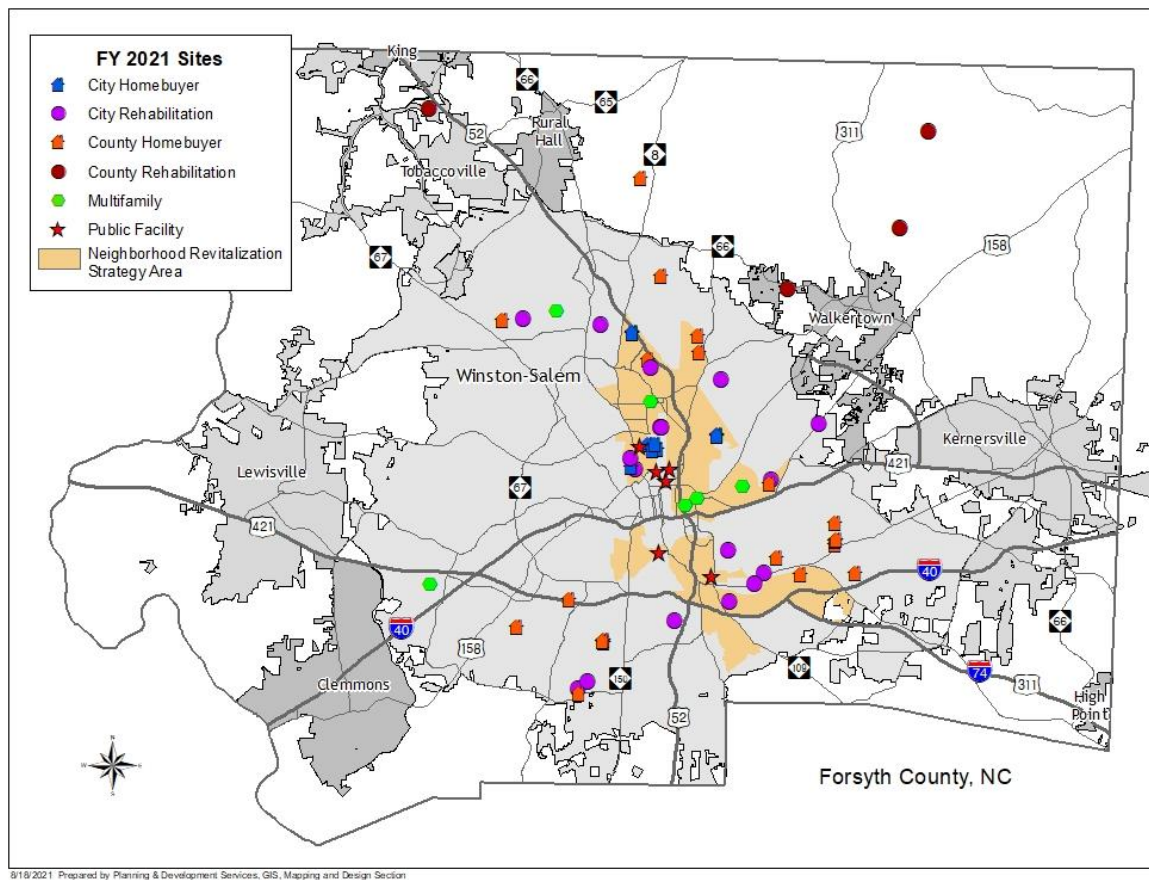 FY 2021 Sites
City Homebuyer
City Rehabilitation
County Homebuyer
County Rehabilitation
Multifamily
Public Facility
Neighborhood Revitalization
Strategy Area
King
66
65
52
Rural
Hall
311
8
Tobaccoville
67
66
158
Walkertown
Winston-Salem
Kernersville
Lewisville
421
67
421
40
40
66
158
Clemmons
150
109
74
311
52
High
Point
W
E
Forsyth County, NC
8/18/2021 Prepared by Planning & Development Services, GIS, Mapping and Design Section